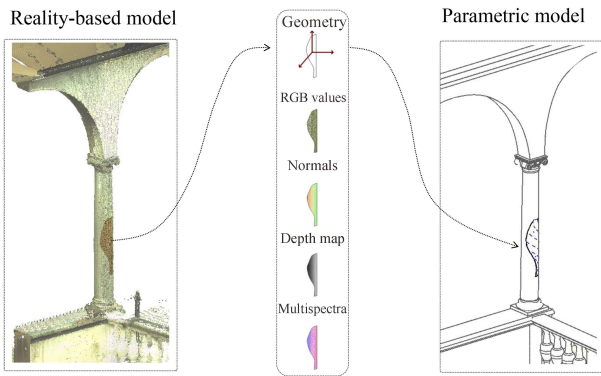 Reality-based model
Geometry
Parametric model
RGB values
Normals
Depth map
Multispectra